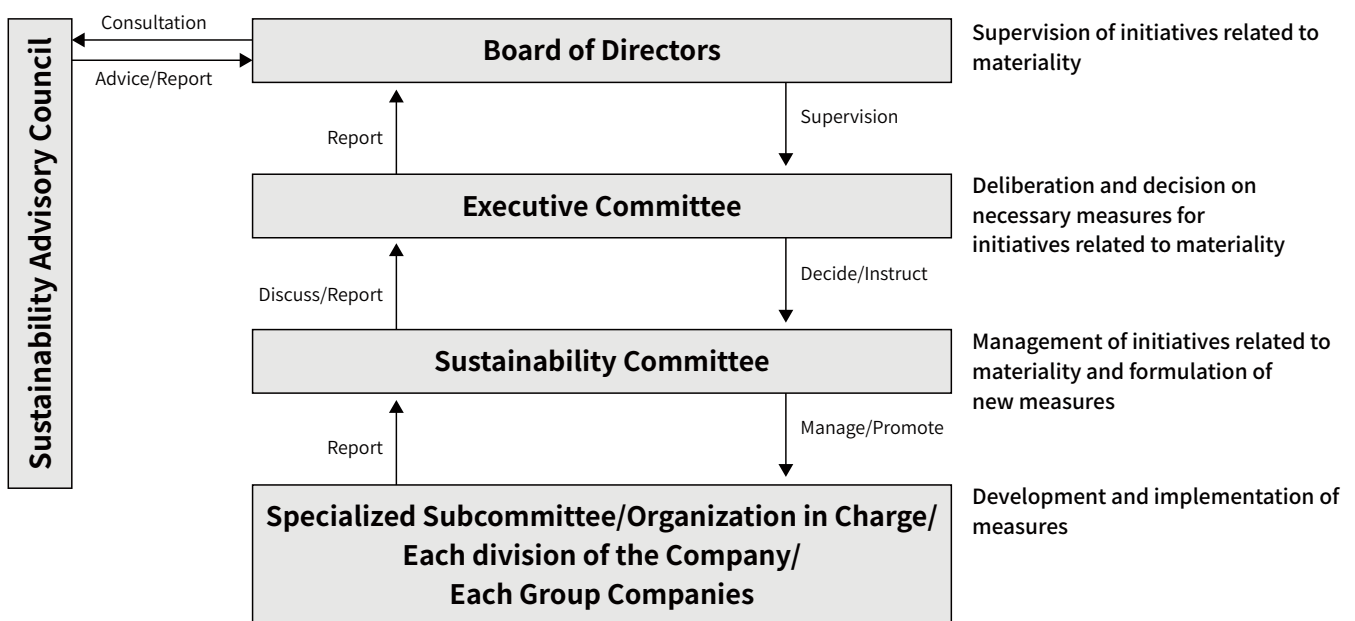 Sustainability Advisory Council
Consultation
Advice/Report
Board of Directors
Supervision of initiatives related to
materiality
Report
Supervision
Executive Committee
Deliberation and decision on
necessary measures for
initiatives related to materiality
Discuss/Report
Decide/Instruct
Sustainability Committee
Management of initiatives related to
materiality and formulation of
new measures
Report
Manage/Promote
Specialized Subcommittee/Organization in Charge/
Each division of the Company/
Each Group Companies
Development and implementation of
measures